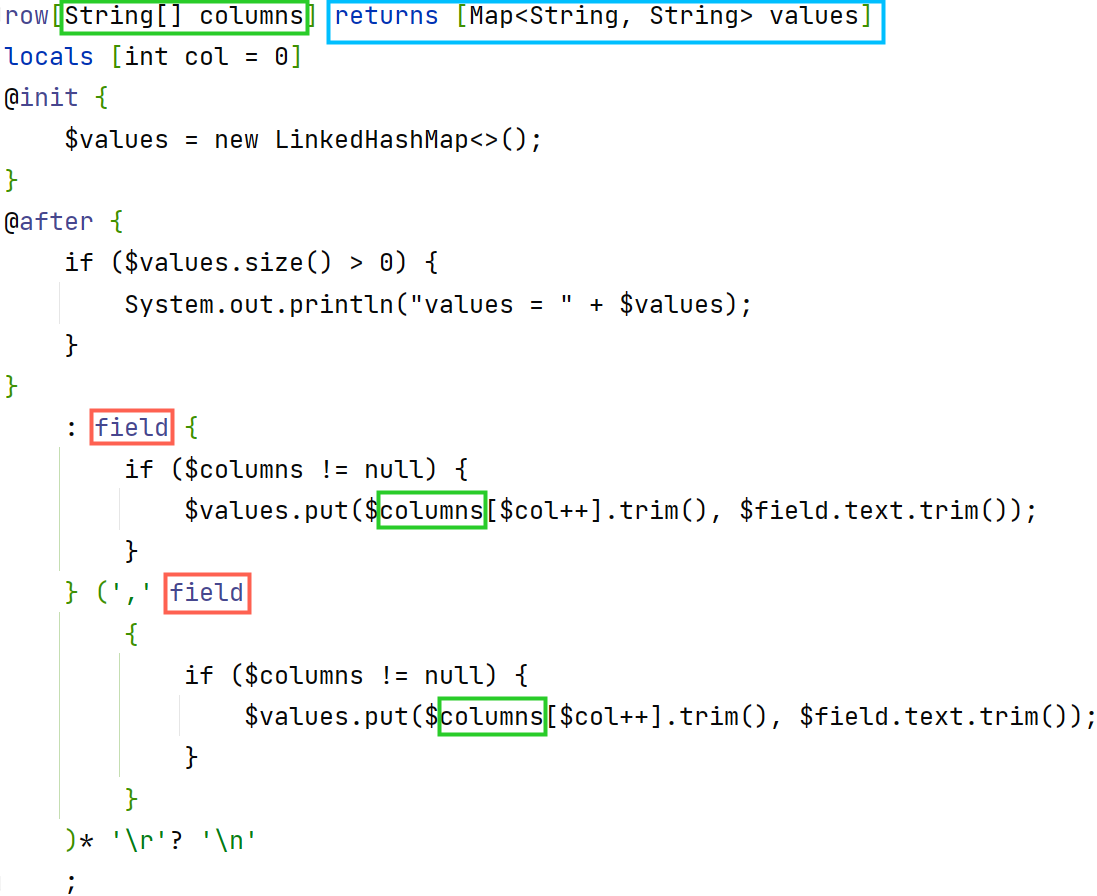 row[String[] columns] returns [Map<String, String> values]
locals [int col = 0]
@init {
    $values = new LinkedHashMap<>();
}
@after {
    if ($values.size() > 0) {
        System.out.println("values = " + $values);
    }
}
    : field {
        if ($columns != null) {
            $values.put($columns[$col++].trim(), $field.text.trim());
        }
    } (',' field
        {
            if ($columns != null) {
                $values.put($columns[$col++].trim(), $field.text.trim());
            }
        }
    )* '\r'? '\n'
    ;